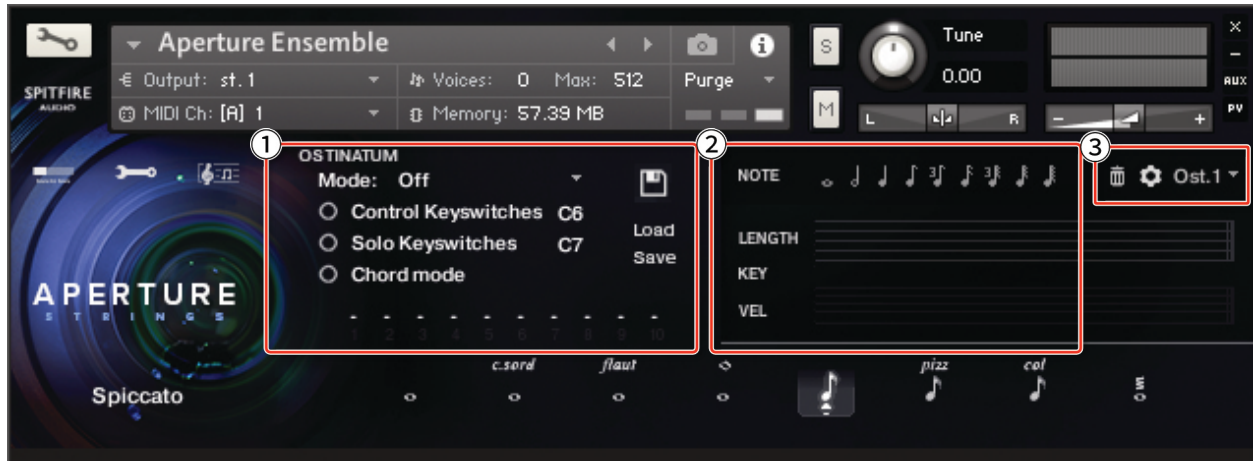 Aperture Ensemble
Output: st.1
Voices: 0 Max: 512
Purge
MIDI Ch: [A] 1
Memory: 57.39 MB
S
M
Tune
0.00
L
R
-
+
×
-
AUX
PV
SPITFIRE
AUDIO
1
OSTINATUM
Mode: Off
Control Keyswitches C6
Solo Keyswitches C7
Chord mode
Load
Save
1 2 3 4 5 6 7 8 9 10
2
NOTE
3
3
LENGTH
KEY
VEL
3
Ost.1
APERTURE
STRINGS
Spiccato
c.sord
flaut
pizz
col